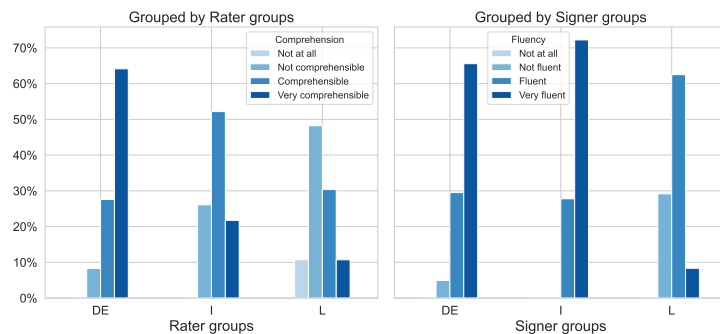 Grouped by Rater groups
Comprehension
Not at all
Not comprehensible
Comprehensible
Very comprehensible
70%
60%
50%
40%
30%
20%
10%
0%
DE
I
L
Rater groups
Grouped by Signer groups
Fluency
Not at all
Not fluent
Fluent
Very fluent
DE
I
L
Signer groups